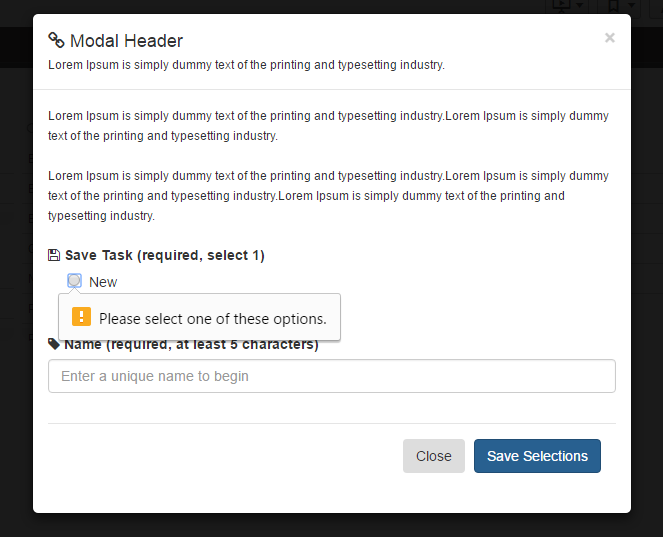 Modal Header
×
Lorem Ipsum is simply dummy text of the printing and typesetting industry.
Lorem Ipsum is simply dummy text of the printing and typesetting industry.Lorem Ipsum is simply dummy
text of the printing and typesetting industry.
Lorem Ipsum is simply dummy text of the printing and typesetting industry.Lorem Ipsum is simply dummy
text of the printing and typesetting industry.Lorem Ipsum is simply dummy text of the printing and
typesetting industry.
Save Task (required, select 1)
New
Please select one of these options.
Name (required, at least 5 characters)
Enter a unique name to begin
Close
Save Selections